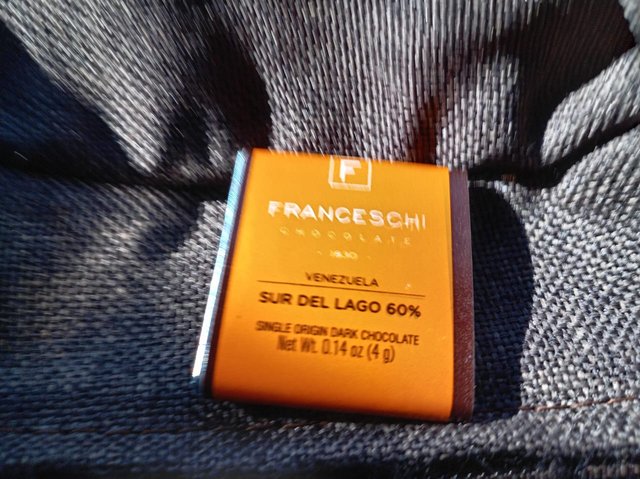 F
FRANCESCHI
CHOCOLATE
- 1830 -
VENEZUELA
SUR DEL LAGO 60%
SINGLE ORIGIN DARK CHOCOLATE
Net Wt. 0.14 oz (4 g)